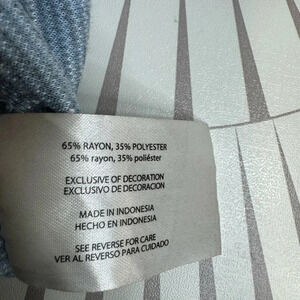 65% RAYON, 35% POLYESTER
65% rayon, 35% poliéster
EXCLUSIVE OF DECORATION
EXCLUSIVO DE DECORACION
MADE IN INDONESIA
HECHO EN INDONESIA
SEE REVERSE FOR CARE
VER AL REVERSO PARA CUIDADO